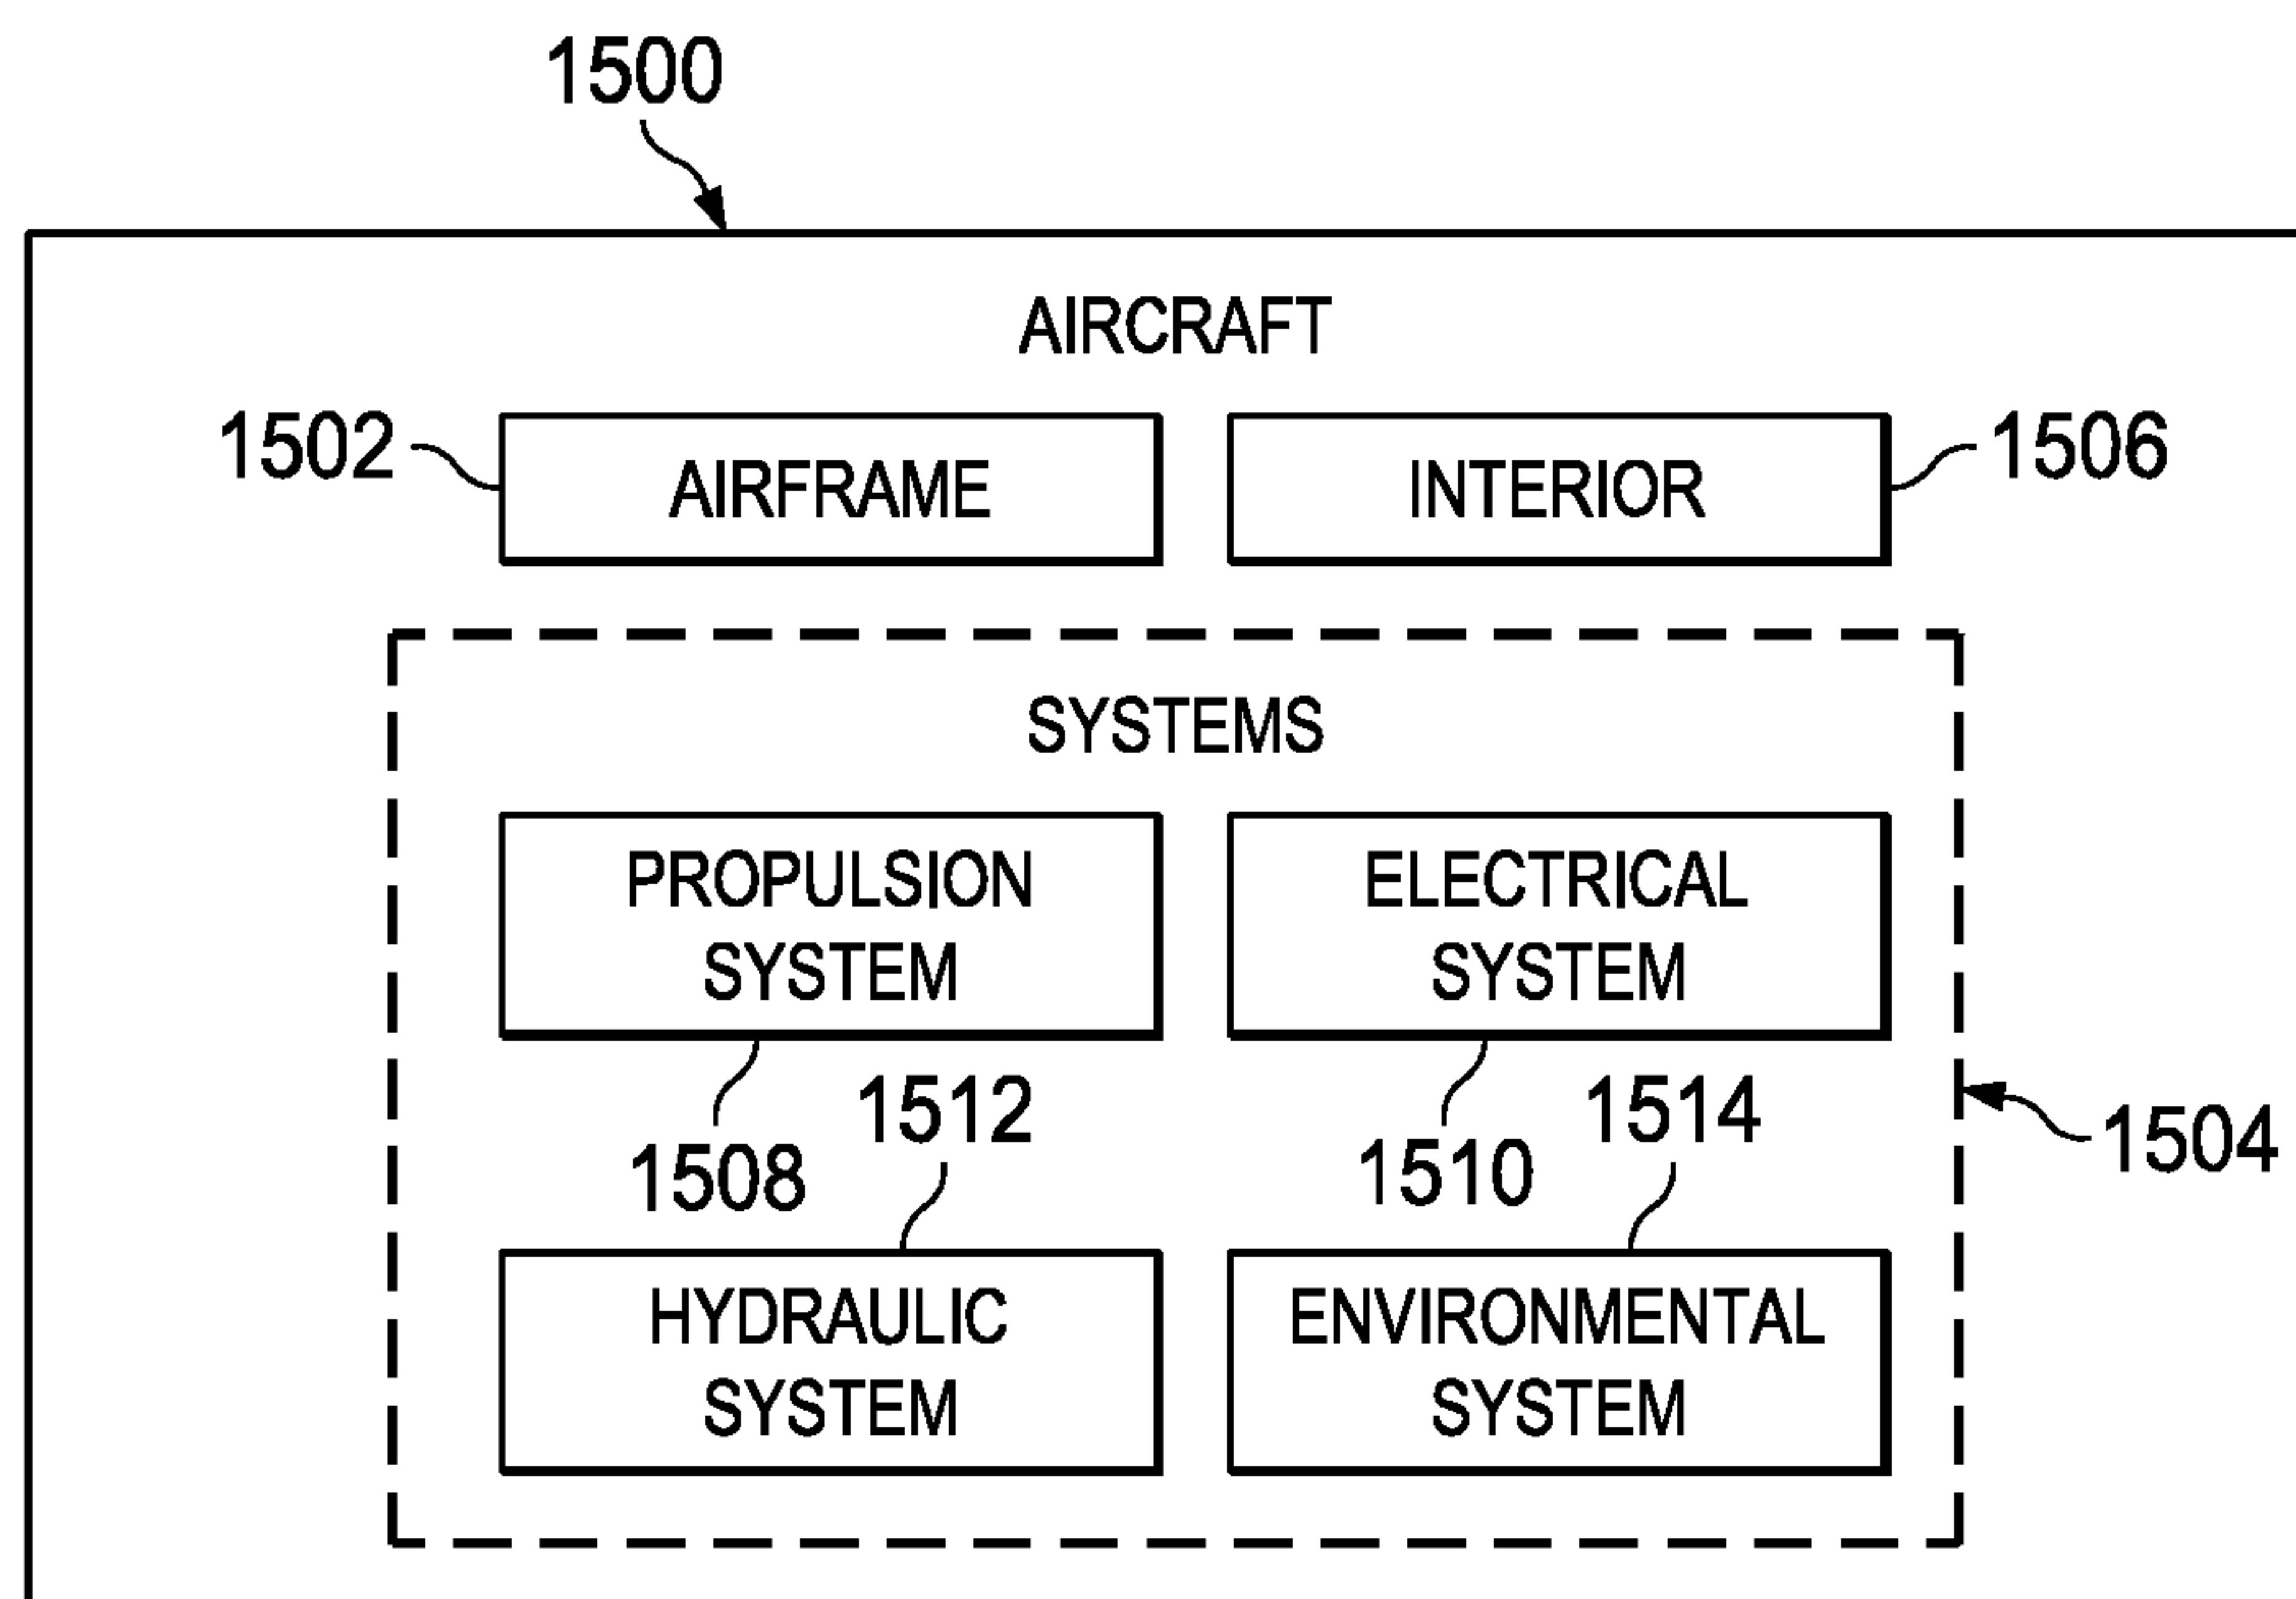 1500
AIRCRAFT
1502
AIRFRAME
INTERIOR
1506
SYSTEMS
PROPULSION
SYSTEM
ELECTRICAL
SYSTEM
1508
1512
1510
1514
1504
HYDRAULIC
SYSTEM
ENVIRONMENTAL
SYSTEM